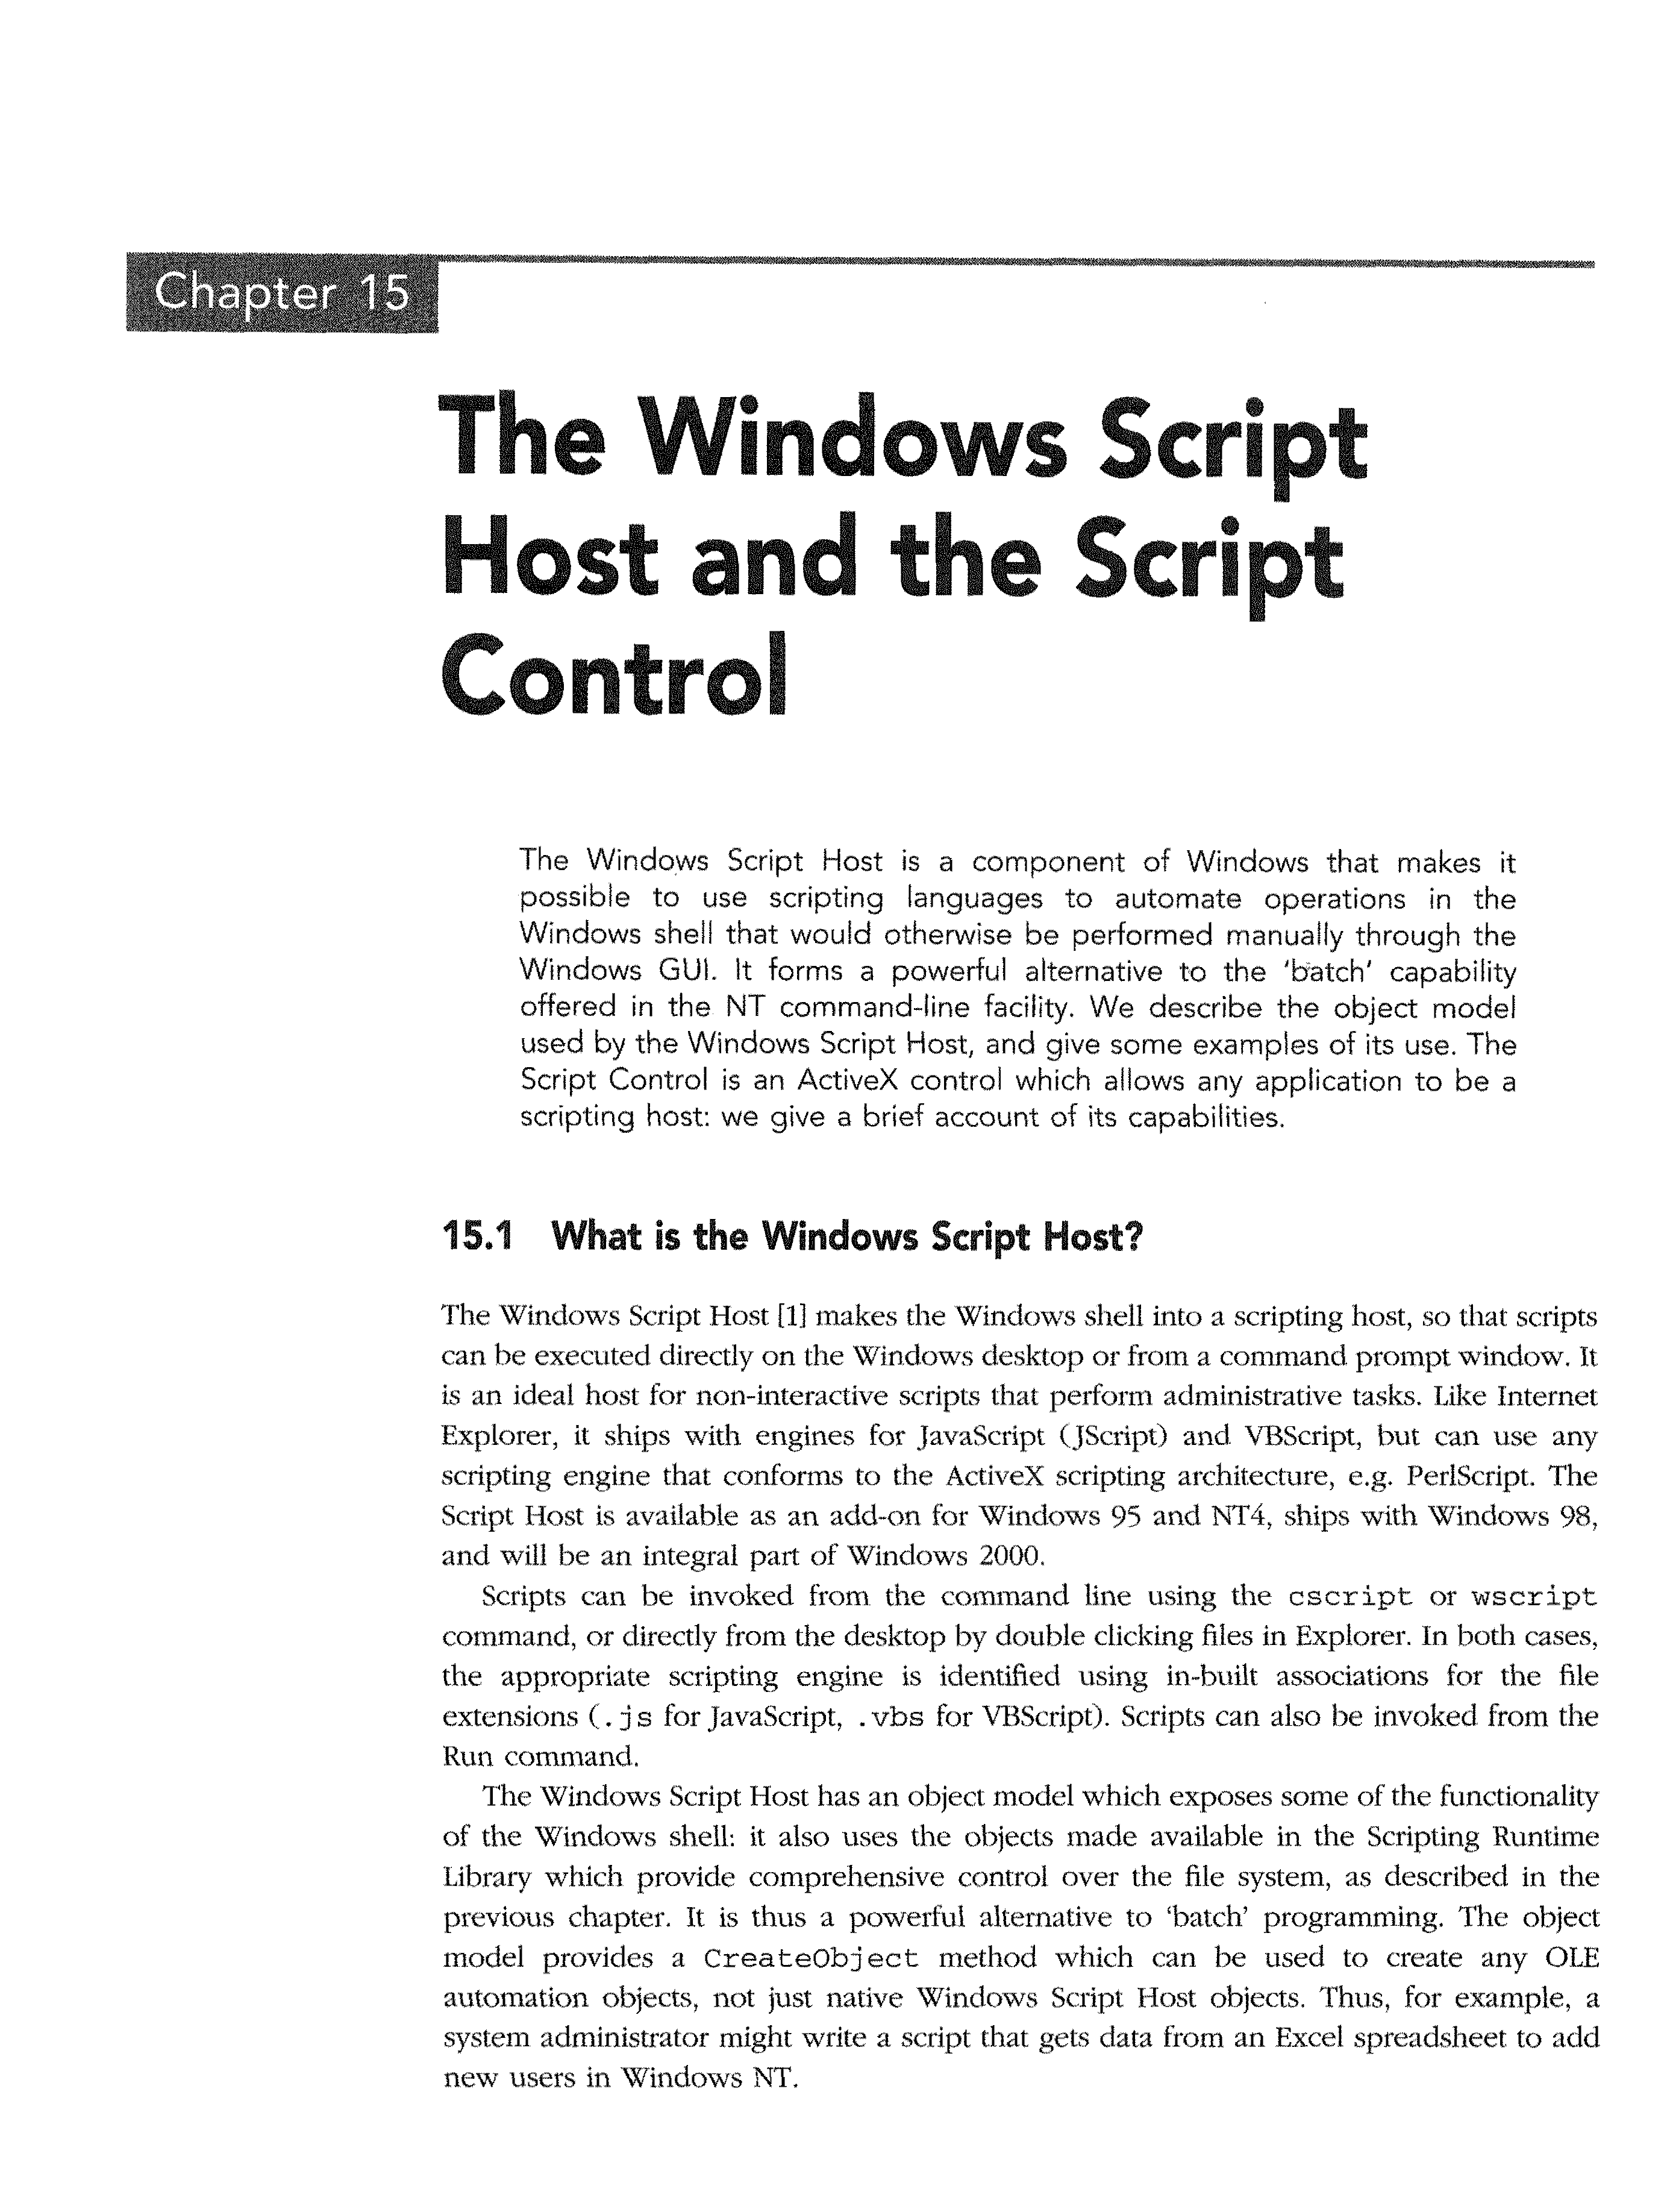 Chapter 15
The Windows Script
Host and the Script
Control
The Windows Script Host is a component of Windows that makes it
possible to use scripting languages to automate operations in the
Windows shell that would otherwise be performed manually through the
Windows GUI. It forms a powerful alternative to the 'batch' capability
offered in the NT command-line facility. We describe the object model
used by the Windows Script Host, and give some examples of its use. The
Script Control is an ActiveX control which allows any application to be a
scripting host: we give a brief account of its capabilities.
15.1 What is the Windows Script Host?
The Windows Script Host [1] makes the Windows shell into a scripting host, so that scripts
can be executed directly on the Windows desktop or from a command prompt window. It
is an ideal host for non-interactive scripts that perform administrative tasks. Like Internet
Explorer, it ships with engines for JavaScript (JScript) and VBScript, but can use any
scripting engine that conforms to the ActiveX scripting architecture, e.g. PerlScript. The
Script Host is available as an add-on for Windows 95 and NT4, ships with Windows 98,
and will be an integral part of Windows 2000.
Scripts can be invoked from the command line using the cscript or wscript
command, or directly from the desktop by double clicking files in Explorer. In both cases,
the appropriate scripting engine is identified using in-built associations for the file
extensions (.js for JavaScript, .vbs for VBScript). Scripts can also be invoked from the
Run command.
The Windows Script Host has an object model which exposes some of the functionality
of the Windows shell: it also uses the objects made available in the Scripting Runtime
Library which provide comprehensive control over the file system, as described in the
previous chapter. It is thus a powerful alternative to 'batch' programming. The object
model provides a CreateObject method which can be used to create any OLE
automation objects, not just native Windows Script Host objects. Thus, for example, a
system administrator might write a script that gets data from an Excel spreadsheet to add
new users in Windows NT.